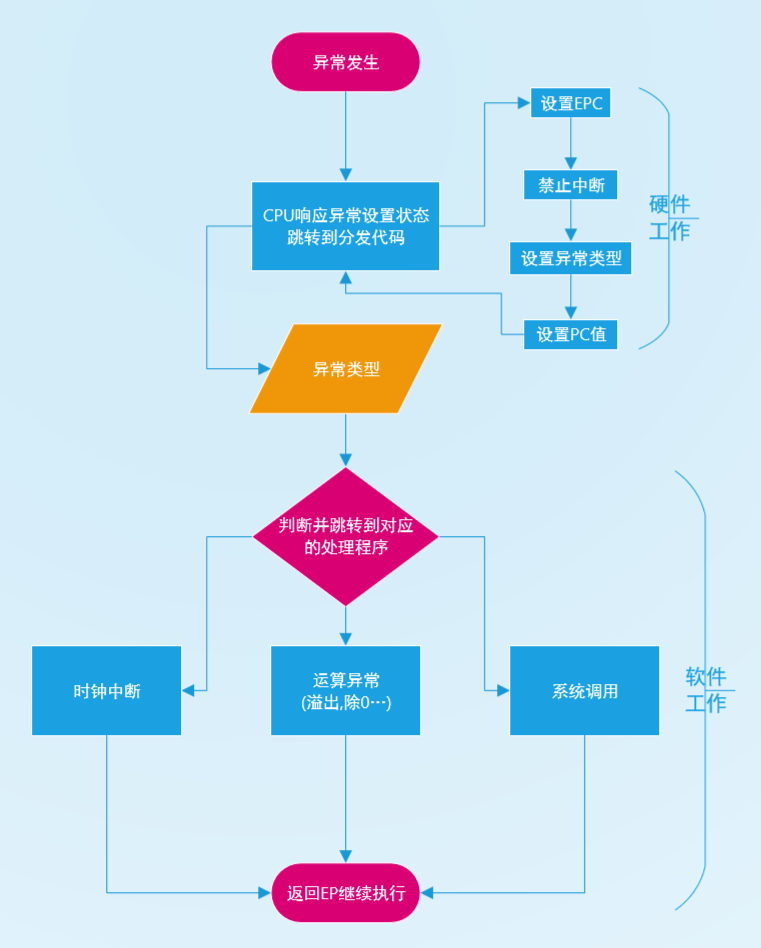 异常发生
设置EPC
CPU响应异常设置状态
跳转到分发代码
禁止中断
硬件
工作
设置异常类型
设置PC值
异常类型
判断并跳转到对应
的处理程序
时钟中断
运算异常
(溢出,除0…)
系统调用
软件
工作
返回EP继续执行